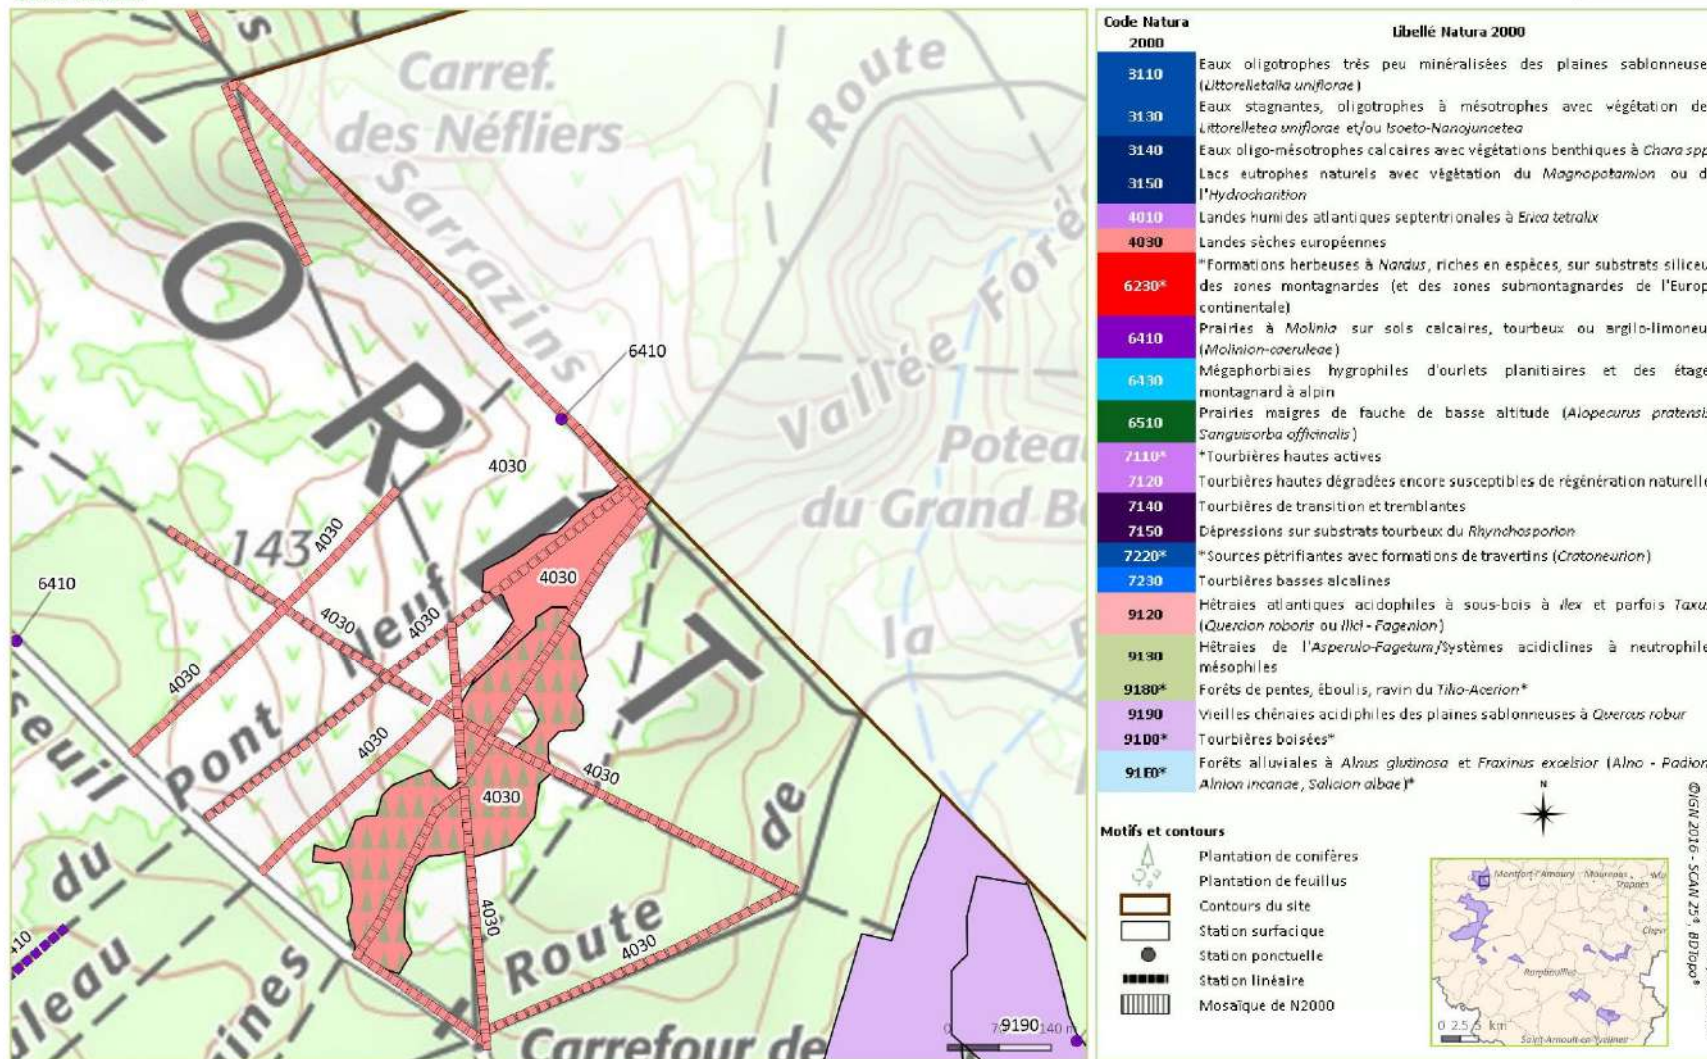 Carref.
des Néfliers
Sarrazins
Route
Forê
Vallée
FORÊT
6410
Poteau
du Grand B
143
4030
4030
4030
4030
4030
6410
4030
4030
4030
4030
4030
4030
Pont Neuf
la
de
seuil
du
Route
uleau
aines
410
9190
140 m
Carrefour de
Code Natura 2000
Libellé Natura 2000
3110
Eaux oligotrophes très peu minéralisées des plaines sablonneuse
(Littorelletalia uniflorae)
3130
Eaux stagnantes, oligotrophes à mésotrophes avec végétation de
Littorelletea uniflorae et/ou Isoeto-Nanojuncetea
3140
Eaux oligo-mésotrophes calcaires avec végétations benthiques à Chara spp
3150
Lacs eutrophes naturels avec végétation du Magnopotamion ou d
l'Hydrocharition
4010
Landes humides atlantiques septentrionales à Erica tetralix
4030
Landes sèches européennes
6230*
*Formations herbeuses à Nardus, riches en espèces, sur substrats siliceu
des zones montagnardes (et des zones submontagnardes de l'Europ
continentale)
6410
Prairies à Molinia sur sols calcaires, tourbeux ou argilo-limoneu
(Molinion-caeruleae)
6430
Mégaphorbiaies hygrophiles d'ourlets planitiaires et des étage
montagnard à alpin
6510
Prairies maigres de fauche de basse altitude (Alopecurus pratensis
Sanguisorba officinalis)
7110*
*Tourbières hautes actives
7120
Tourbières hautes dégradées encore susceptibles de régénération naturelle
7140
Tourbières de transition et tremblantes
7150
Dépressions sur substrats tourbeux du Rhynchosporion
7220*
*Sources pétrifiantes avec formations de travertins (Cratoneurion)
7230
Tourbières basses alcalines
9120
Hêtraies atlantiques acidophiles à sous-bois à Ilex et parfois Taxu
(Quercion roboris ou Ilici - Fagenion)
9130
Hêtraies de l'Asperulo-Fagetum/Systèmes acidiclines à neutrophile
mésophiles
9180*
Forêts de pentes, éboulis, ravin du Tilio-Acerion*
9190
Vieilles chênaies acidiphiles des plaines sablonneuses à Quercus robur
91D0*
Tourbières boisées*
91E0*
Forêts alluviales à Alnus glutinosa et Fraxinus excelsior (Alno - Padion
Alnion incanae, Salicion albae)*
Motifs et contours
Plantation de conifères
Plantation de feuillus
Contours du site
Station surfacique
Station ponctuelle
Station linéaire
Mosaïque de N2000
N
Montfort-l'Amaury
Maurepas
Trappes
Chevr
Rambouillet
Saint-Arnoult-en-Yvelines
0 2.5 5 km
©IGN 2016 - SCAN 25®, BDTopo®